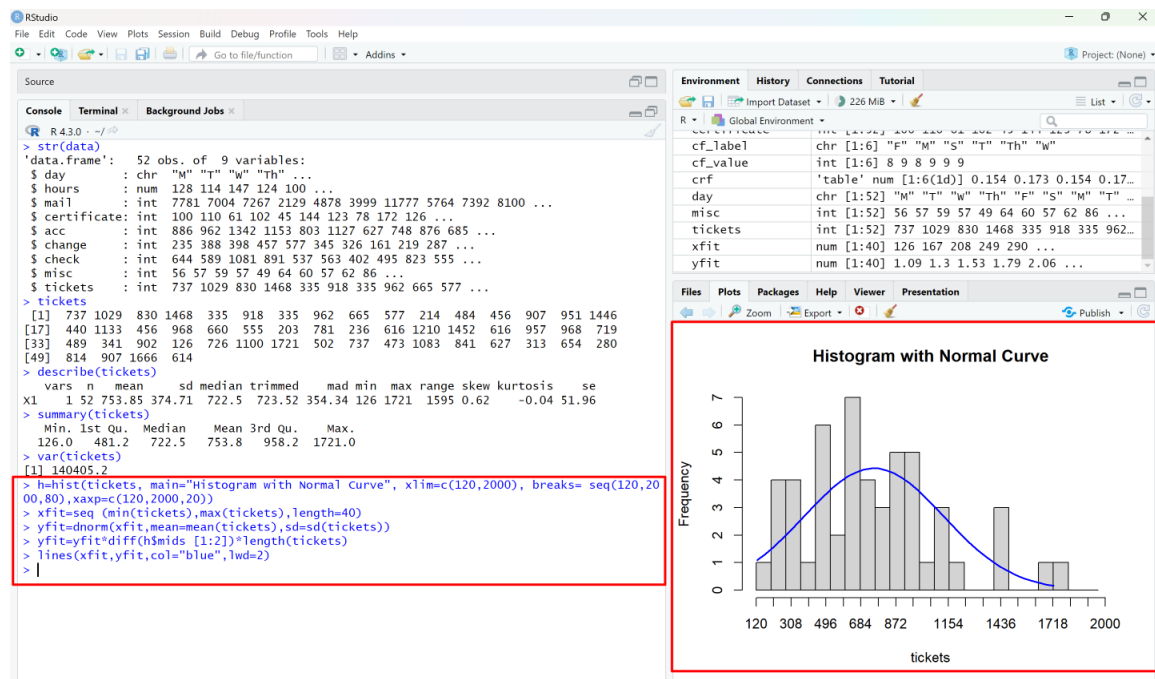 RStudio
File Edit Code View Plots Session Build Debug Profile Tools Help
Go to file/function Addins Project: (None)
Source
Console Terminal Background Jobs
R 4.3.0 · ~/
> str(data)
'data.frame': 52 obs. of 9 variables:
$ day : chr "M" "T" "W" "Th" ...
$ hours : num 128 114 147 124 100 ...
$ mail : int 7781 7004 7267 2129 4878 3999 11777 5764 7392 8100 ...
$ certificate: int 100 110 61 102 45 144 123 78 172 126 ...
$ acc : int 886 962 1342 1153 803 1127 627 748 876 685 ...
$ change : int 235 388 398 457 577 345 326 161 219 287 ...
$ check : int 644 589 1081 891 537 563 402 495 823 555 ...
$ misc : int 56 57 59 57 49 64 60 57 62 86 ...
$ tickets : int 737 1029 830 1468 335 918 335 962 665 577 ...
> tickets
[1] 737 1029 830 1468 335 918 335 962 665 577 214 484 456 907 951 1446
[17] 440 1133 456 968 660 555 203 781 236 616 1210 1452 616 957 968 719
[33] 489 341 902 126 726 1100 1721 502 737 473 1083 841 627 313 654 280
[49] 814 907 1666 614
> describe(tickets)
vars n mean sd median trimmed mad min max range skew kurtosis se
X1 1 52 753.85 374.71 722.5 723.52 354.34 126 1721 1595 0.62 -0.04 51.96
> summary(tickets)
Min. 1st Qu. Median Mean 3rd Qu. Max.
126.0 481.2 722.5 753.8 958.2 1721.0
> var(tickets)
[1] 140405.2
> h=hist(tickets, main="Histogram with Normal Curve", xlim=c(120,2000), breaks= seq(120,20
00,80),xaxp=c(120,2000,20))
> xfit=seq (min(tickets),max(tickets),length=40)
> yfit=dnorm(xfit,mean=mean(tickets),sd=sd(tickets))
> yfit=yfit*diff(h$mids [1:2])*length(tickets)
> lines(xfit,yfit,col="blue",lwd=2)
>
Environment History Connections Tutorial
Import Dataset 226 MiB List
R Global Environment
cf_label chr [1:6] "F" "M" "S" "T" "Th" "W"
cf_value int [1:6] 8 9 8 9 9 9
crf 'table' num [1:6(1d)] 0.154 0.173 0.154 0.17…
day chr [1:52] "M" "T" "W" "Th" "F" "S" "M" "T" …
misc int [1:52] 56 57 59 57 49 64 60 57 62 86 ...
tickets int [1:52] 737 1029 830 1468 335 918 335 962…
xfit num [1:40] 126 167 208 249 290 ...
yfit num [1:40] 1.09 1.3 1.53 1.79 2.06 ...
Files Plots Packages Help Viewer Presentation
Zoom Export Publish
Histogram with Normal Curve
Frequency
7
6
5
4
3
2
1
0
120 308 496 684 872 1154 1436 1718 2000
tickets